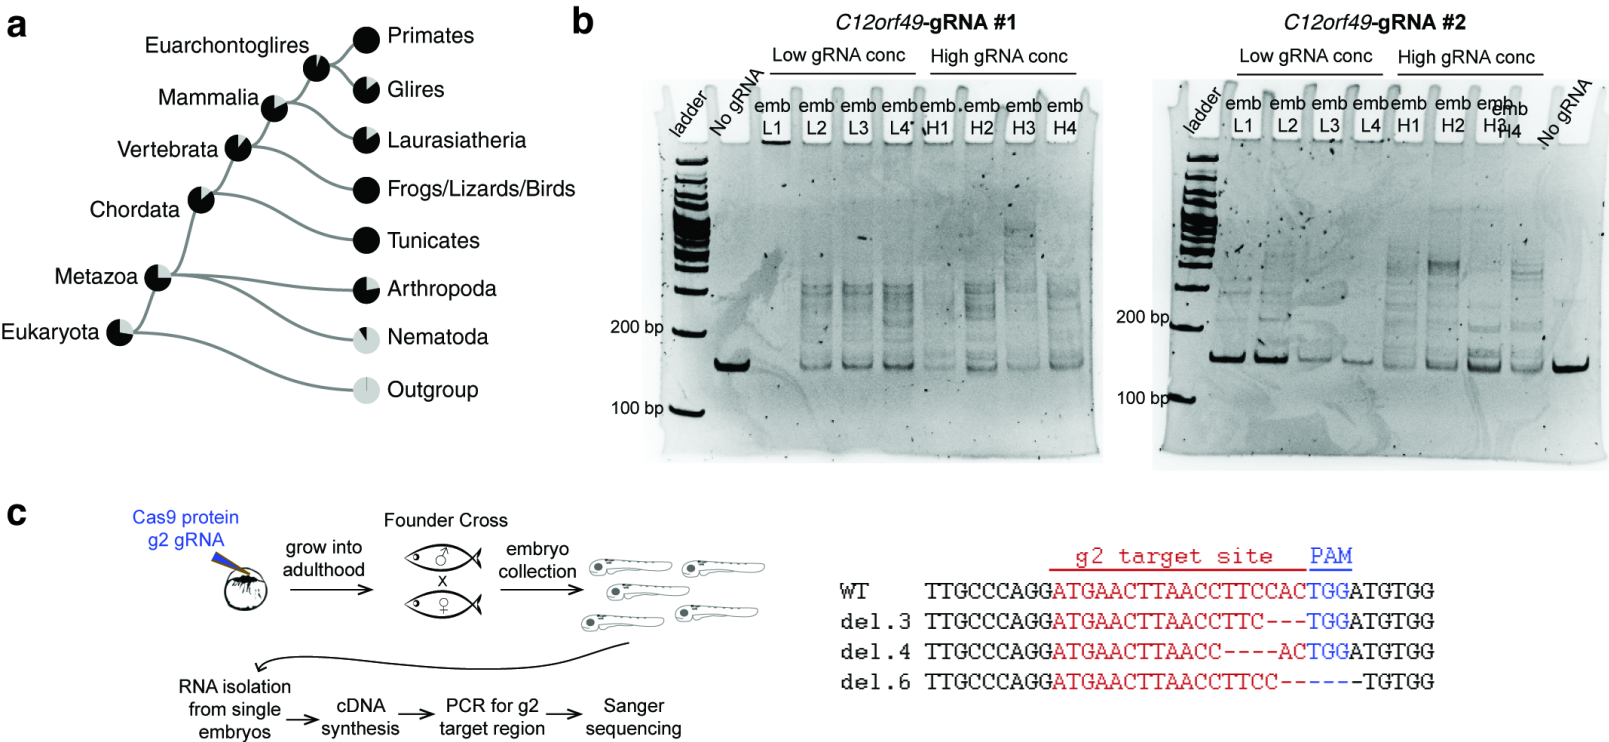 a
Euarchontoglires
Primates
Glires
Mammalia
Laurasiatheria
Vertebrata
Frogs/Lizards/Birds
Chordata
Tunicates
Metazoa
Arthropoda
Eukaryota
Nematoda
Outgroup
b
C12orf49-gRNA #1
Low gRNA conc
High gRNA conc
ladder
No gRNA
emb emb emb emb emb emb emb emb
L1 L2 L3 L4 H1 H2 H3 H4
200 bp
100 bp
C12orf49-gRNA #2
Low gRNA conc
High gRNA conc
ladder
emb emb emb emb emb emb emb emb
L1 L2 L3 L4 H1 H2 H3 H4
No gRNA
200 bp
100 bp
c
Cas9 protein
g2 gRNA
grow into
adulthood
Founder Cross
♂
x
♀
embryo
collection
RNA isolation
from single
embryos
cDNA
synthesis
PCR for g2
target region
Sanger
sequencing
g2 target site PAM
WT TTGCCCAGGATGAACTTAACCTTCCACTGGATGTGG
del.3 TTGCCCAGGATGAACTTAACCTTC---TGGATGTGG
del.4 TTGCCCAGGATGAACTTAACC----ACTGGATGTGG
del.6 TTGCCCAGGATGAACTTAACCTTCC------TGTGG